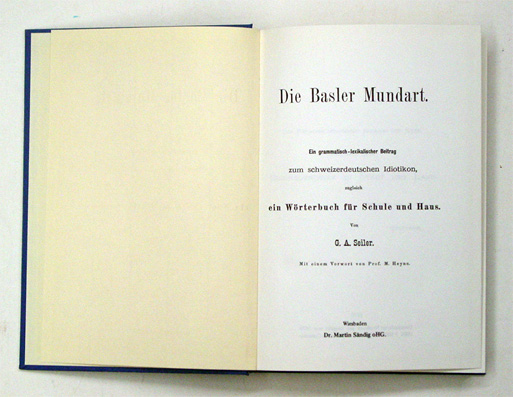 Die Basler Mundart.
Ein grammatisch-lexikalischer Beitrag
zum schweizerdeutschen Idiotikon,
zugleich
ein Wörterbuch für Schule und Haus.
Von
G. A. Seiler.
Mit einem Vorwort von Prof. M. Heyne.
Wiesbaden
Dr. Martin Sändig oHG.